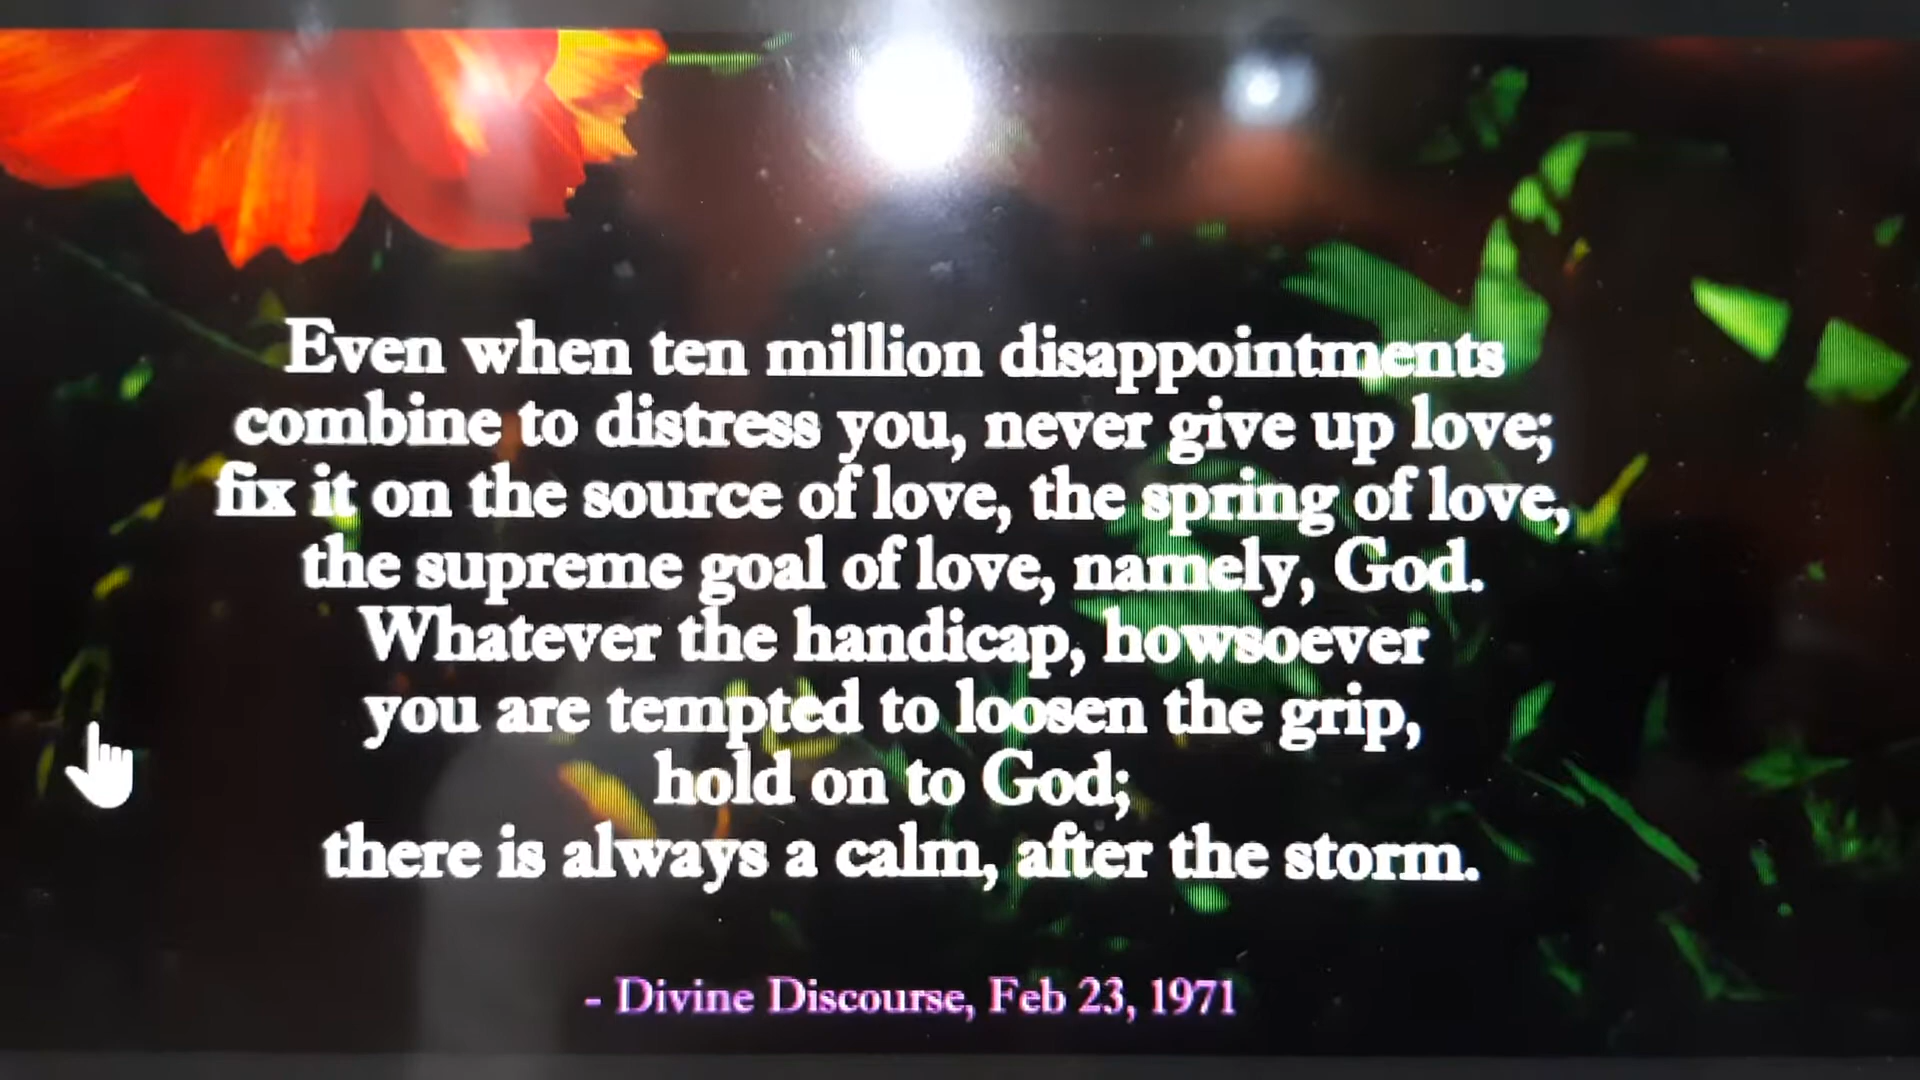 Even when ten million disappointments
combine to distress you, never give up love;
fix it on the source of love, the spring of love,
the supreme goal of love, namely, God.
Whatever the handicap, howsoever
you are tempted to loosen the grip,
hold on to God;
there is always a calm, after the storm.
- Divine Discourse, Feb 23, 1971